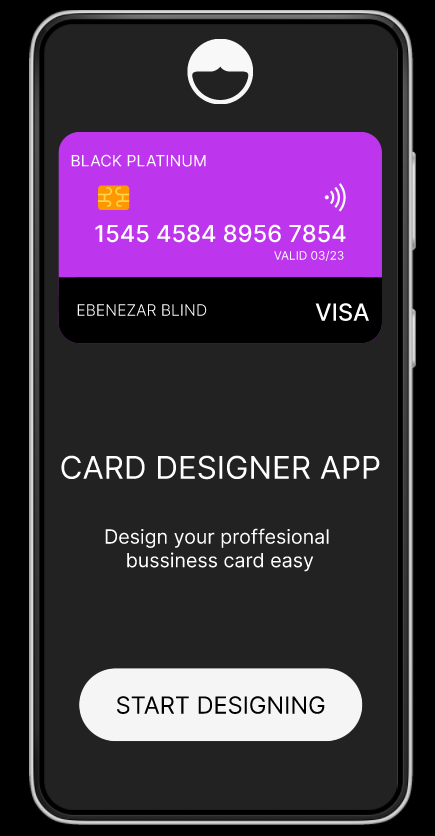 BLACK PLATINUM
1545 4584 8956 7854
VALID 03/23
EBENEZAR BLIND
VISA
CARD DESIGNER APP
Design your proffesional
bussiness card easy
START DESIGNING